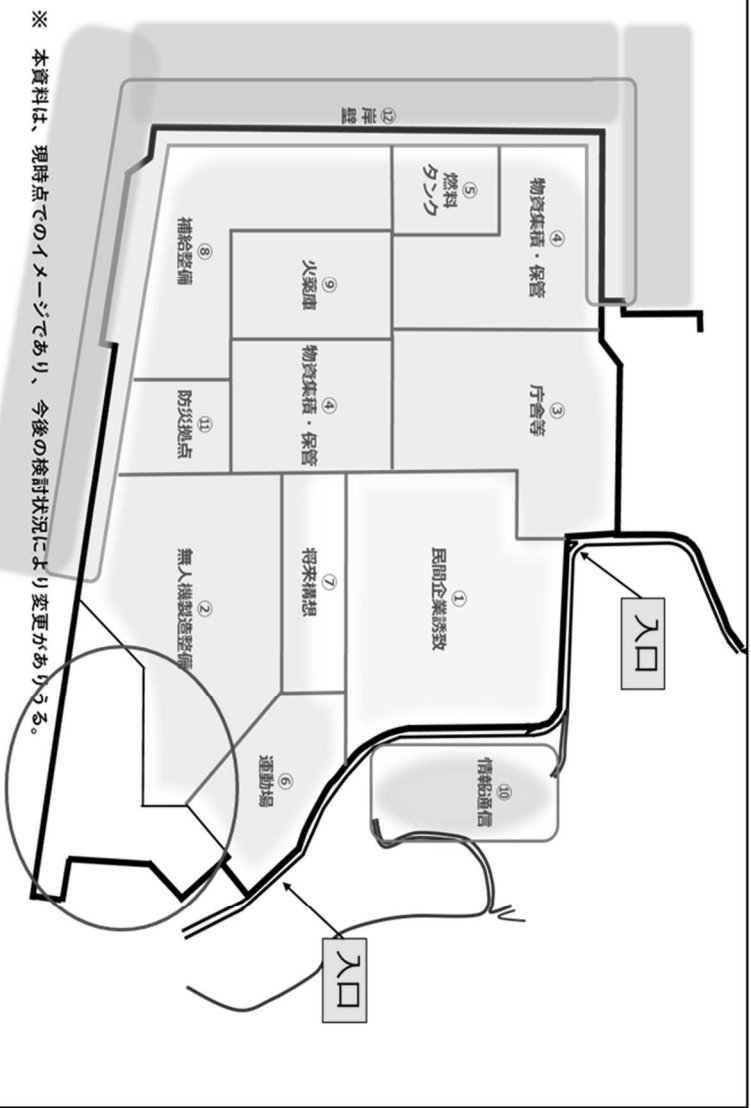 ⑫
岸壁
④
物資集積・保管
⑤
燃料
タンク
⑧
補給整備
⑨
火薬庫
③
庁舎等
④
物資集積・保管
⑪
防災拠点
①
民間企業誘致
⑦
将来構想
②
無人機製造整備
⑩
情報通信
⑥
運動場
入口
入口
※ 本資料は、現時点でのイメージであり、今後の検討状況により変更がありうる。